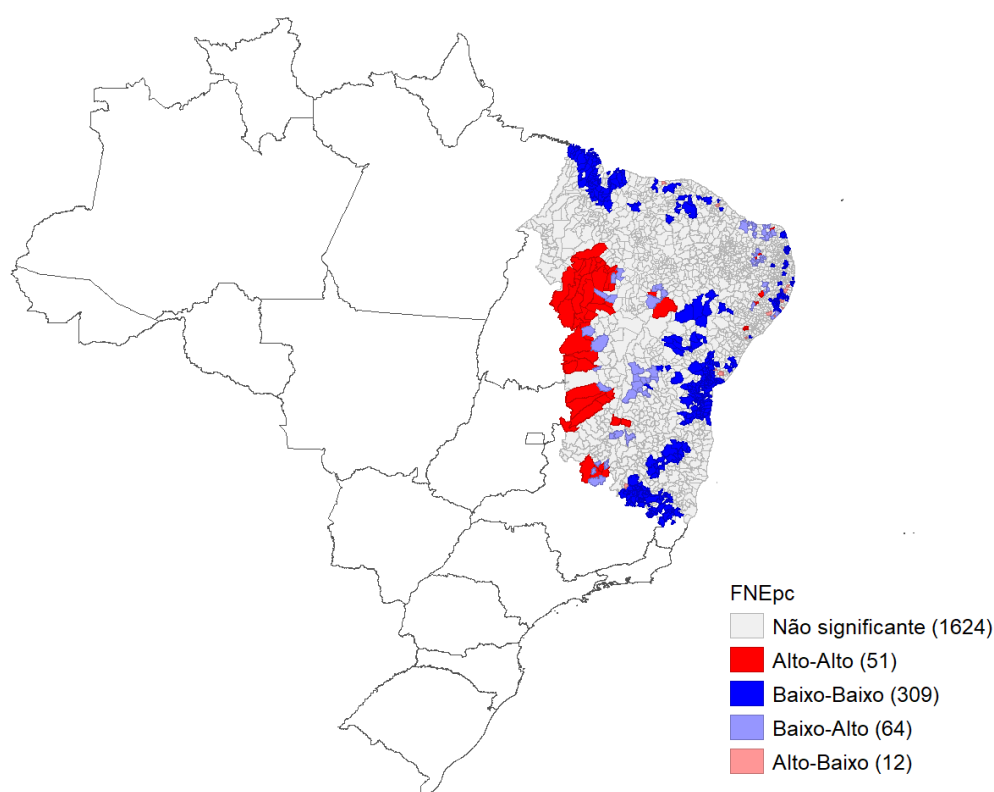 FNEpc
Não significante (1624)
Alto-Alto (51)
Baixo-Baixo (309)
Baixo-Alto (64)
Alto-Baixo (12)